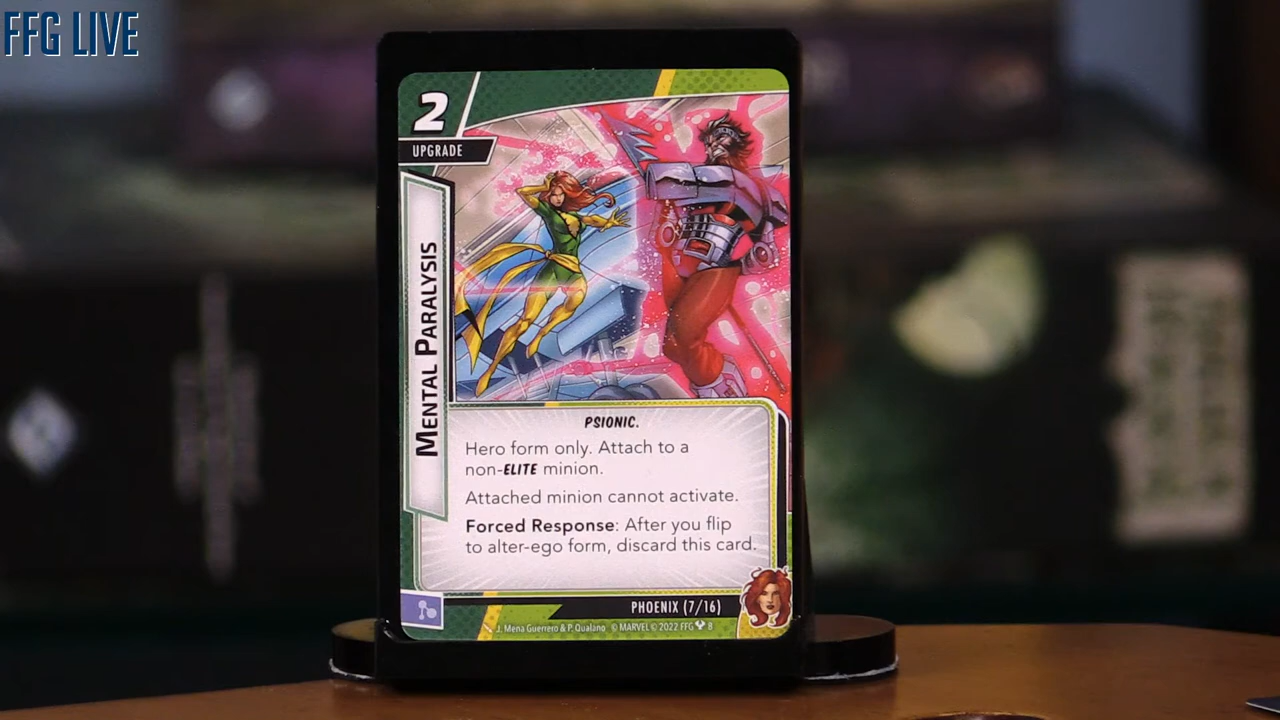 FFG LIVE
2
UPGRADE
MENTAL PARALYSIS
PSIONIC.
Hero form only. Attach to a
non-ELITE minion.
Attached minion cannot activate.
Forced Response: After you flip
to alter-ego form, discard this card.
PHOENIX (7/16)
J. Mena Guerrero & P. Qualano © MARVEL © 2022 FFG 8